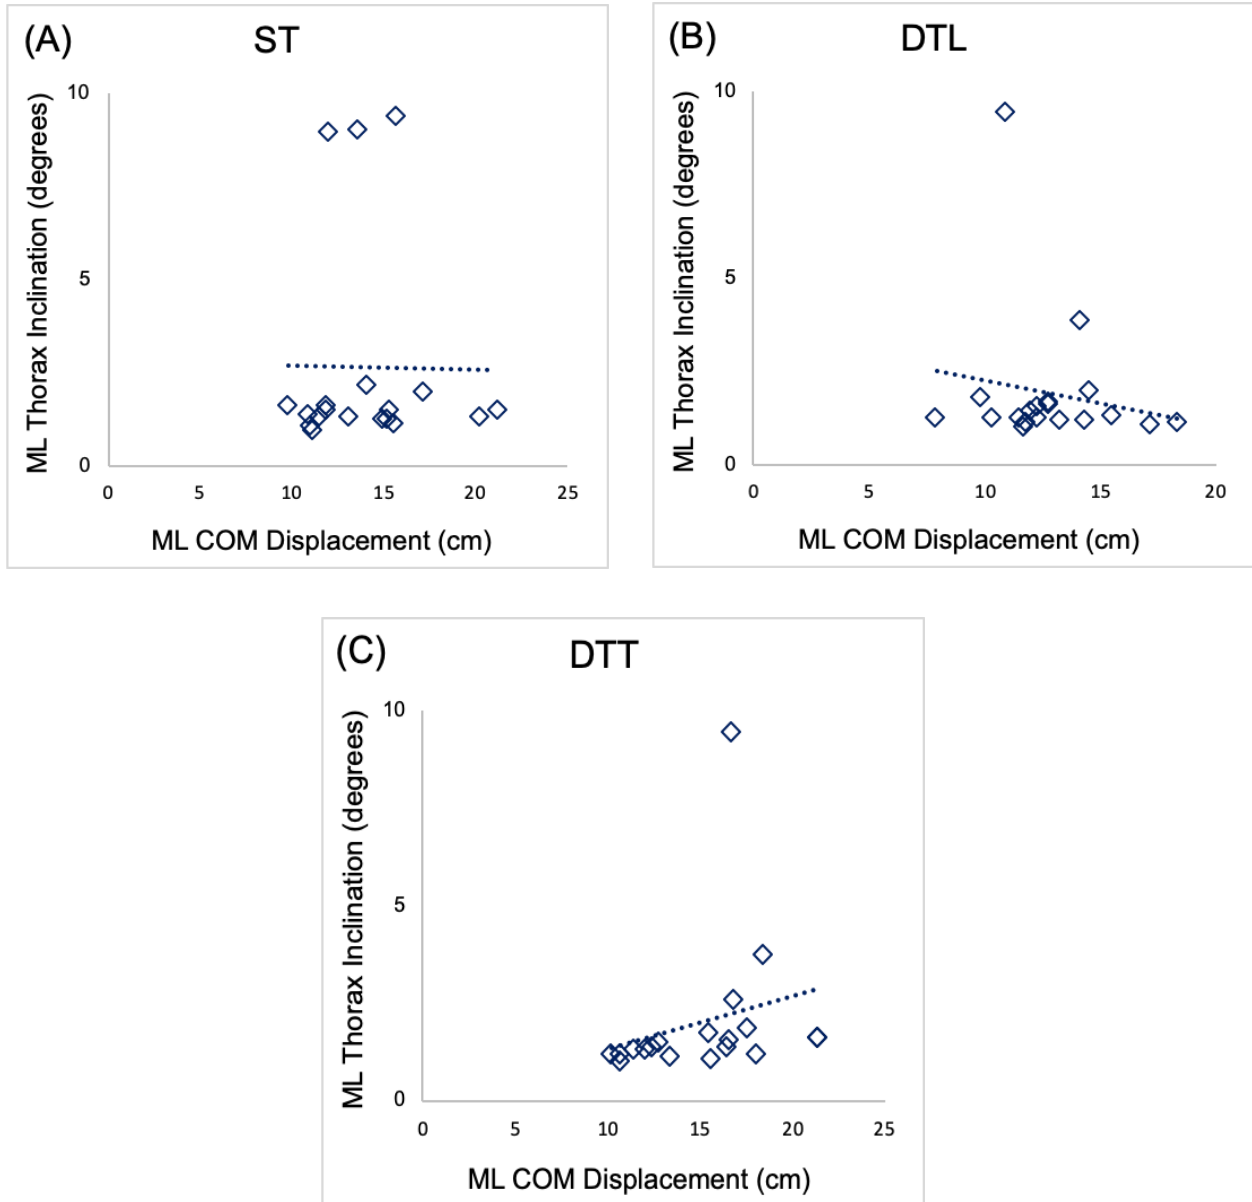 (A) ST
ML Thorax Inclination (degrees)
10
5
0
0 5 10 15 20 25
ML COM Displacement (cm)
(B) DTL
ML Thorax Inclination (degrees)
10
5
0
0 5 10 15 20
ML COM Displacement (cm)
(C) DTT
ML Thorax Inclination (degrees)
10
5
0
0 5 10 15 20 25
ML COM Displacement (cm)